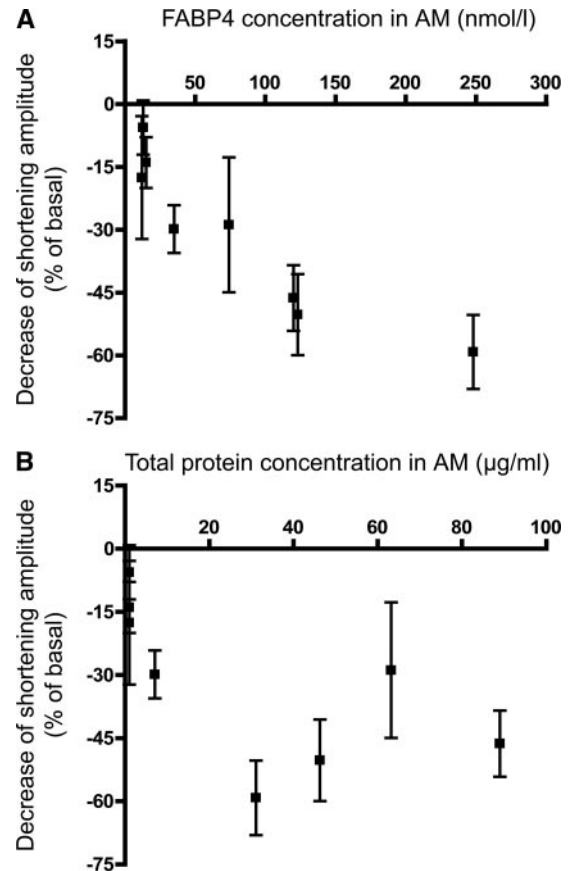 A
FABP4 concentration in AM (nmol/l)
15
50 100 150 200 250 300
0
-15
-30
-45
-60
-75
Decrease of shortening amplitude
(% of basal)
B
Total protein concentration in AM (µg/ml)
15
20 40 60 80 100
0
-15
-30
-45
-60
-75
Decrease of shortening amplitude
(% of basal)